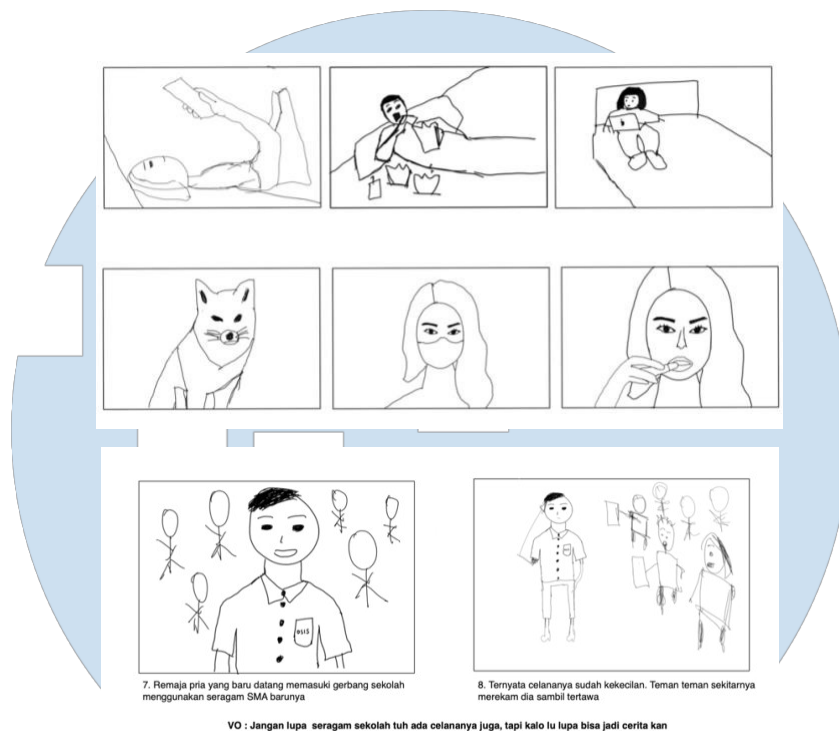 OSIS
7. Remaja pria yang baru datang memasuki gerbang sekolah
menggunakan seragam SMA barunya
8. Ternyata celananya sudah kekecilan. Teman teman sekitarnya
merekam dia sambil tertawa
VO : Jangan lupa seragam sekolah tuh ada celananya juga, tapi kalo lu lupa bisa jadi cerita kan